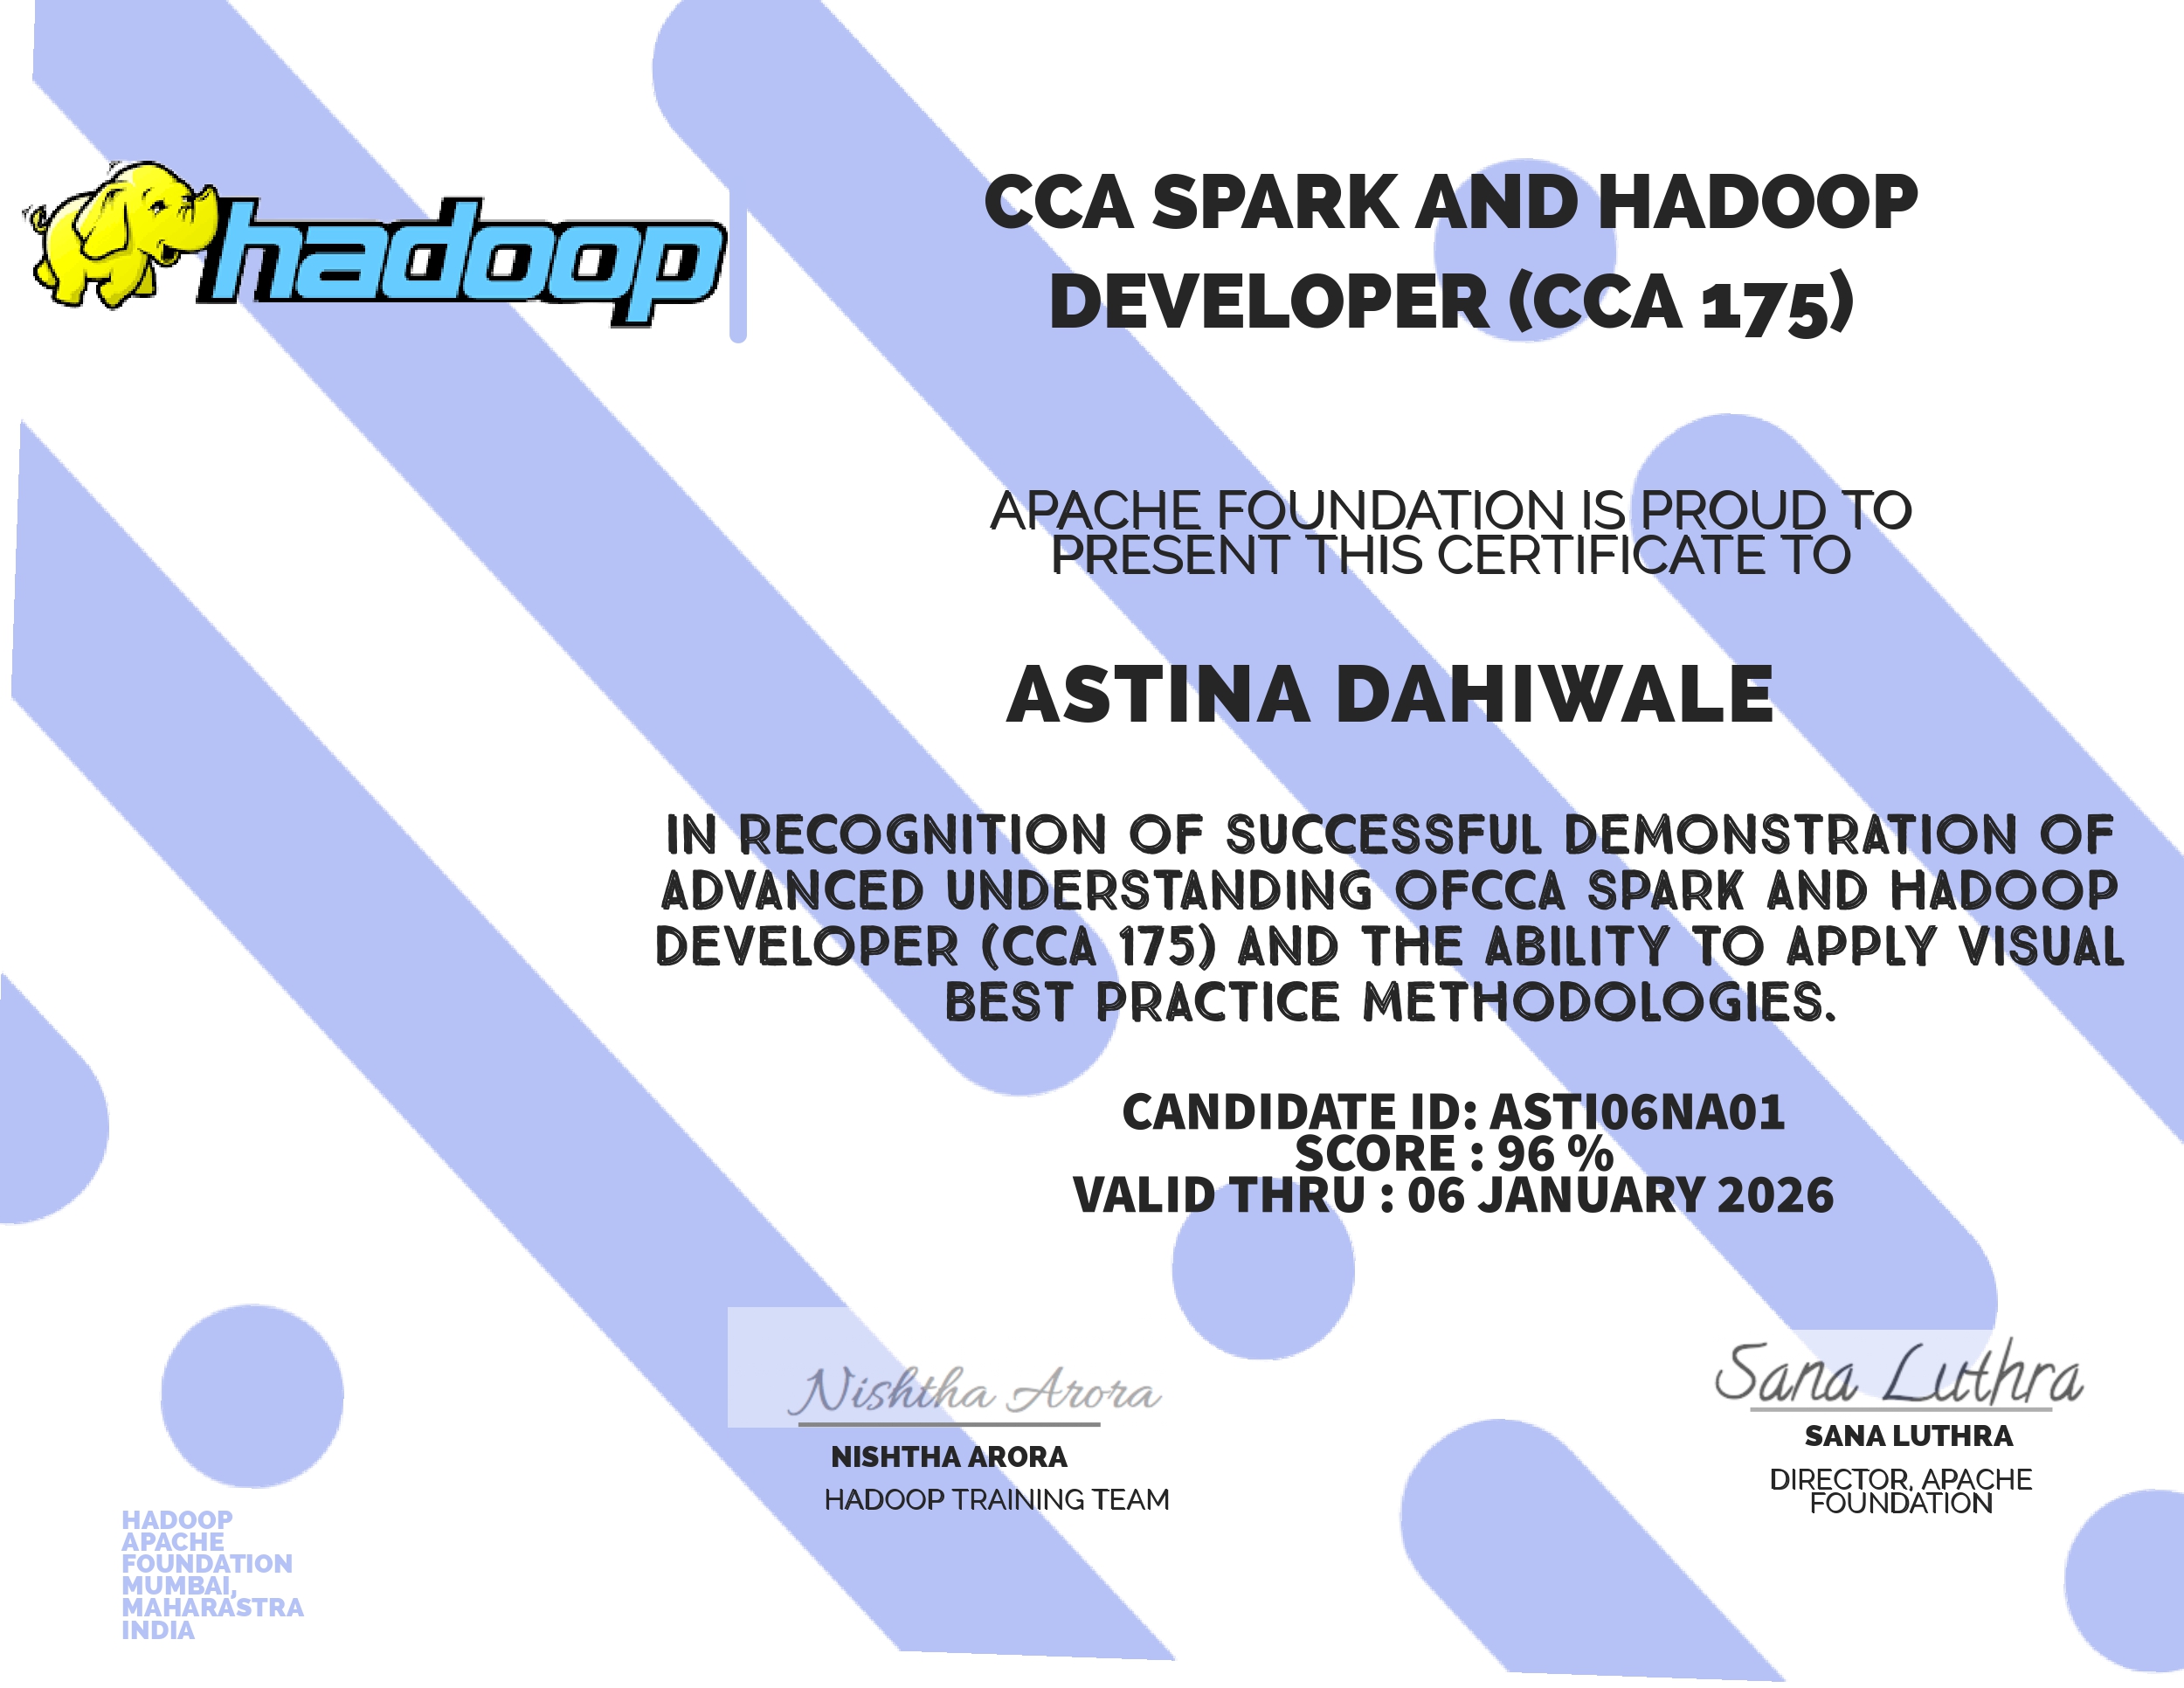 hadoop
CCA SPARK AND HADOOP
DEVELOPER (CCA 175)
APACHE FOUNDATION IS PROUD TO
PRESENT THIS CERTIFICATE TO
ASTINA DAHIWALE
IN RECOGNITION OF SUCCESSFUL DEMONSTRATION OF
ADVANCED UNDERSTANDING OFCCA SPARK AND HADOOP
DEVELOPER (CCA 175) AND THE ABILITY TO APPLY VISUAL
BEST PRACTICE METHODOLOGIES.
CANDIDATE ID: ASTI06NA01
SCORE : 96 %
VALID THRU : 06 JANUARY 2026
Nishtha Arora
NISHTHA ARORA
HADOOP TRAINING TEAM
Sana Luthra
SANA LUTHRA
DIRECTOR, APACHE
FOUNDATION
HADOOP
APACHE
FOUNDATION
MUMBAI,
MAHARASTRA
INDIA